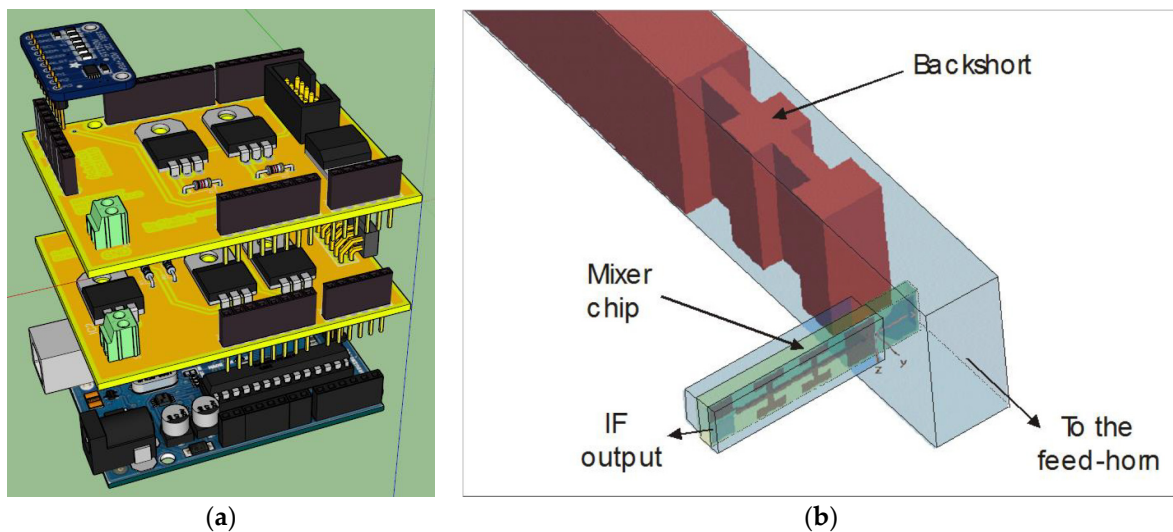 Backshort
Mixer
chip
z
y
IF
output
To the
feed-horn
(a)
(b)